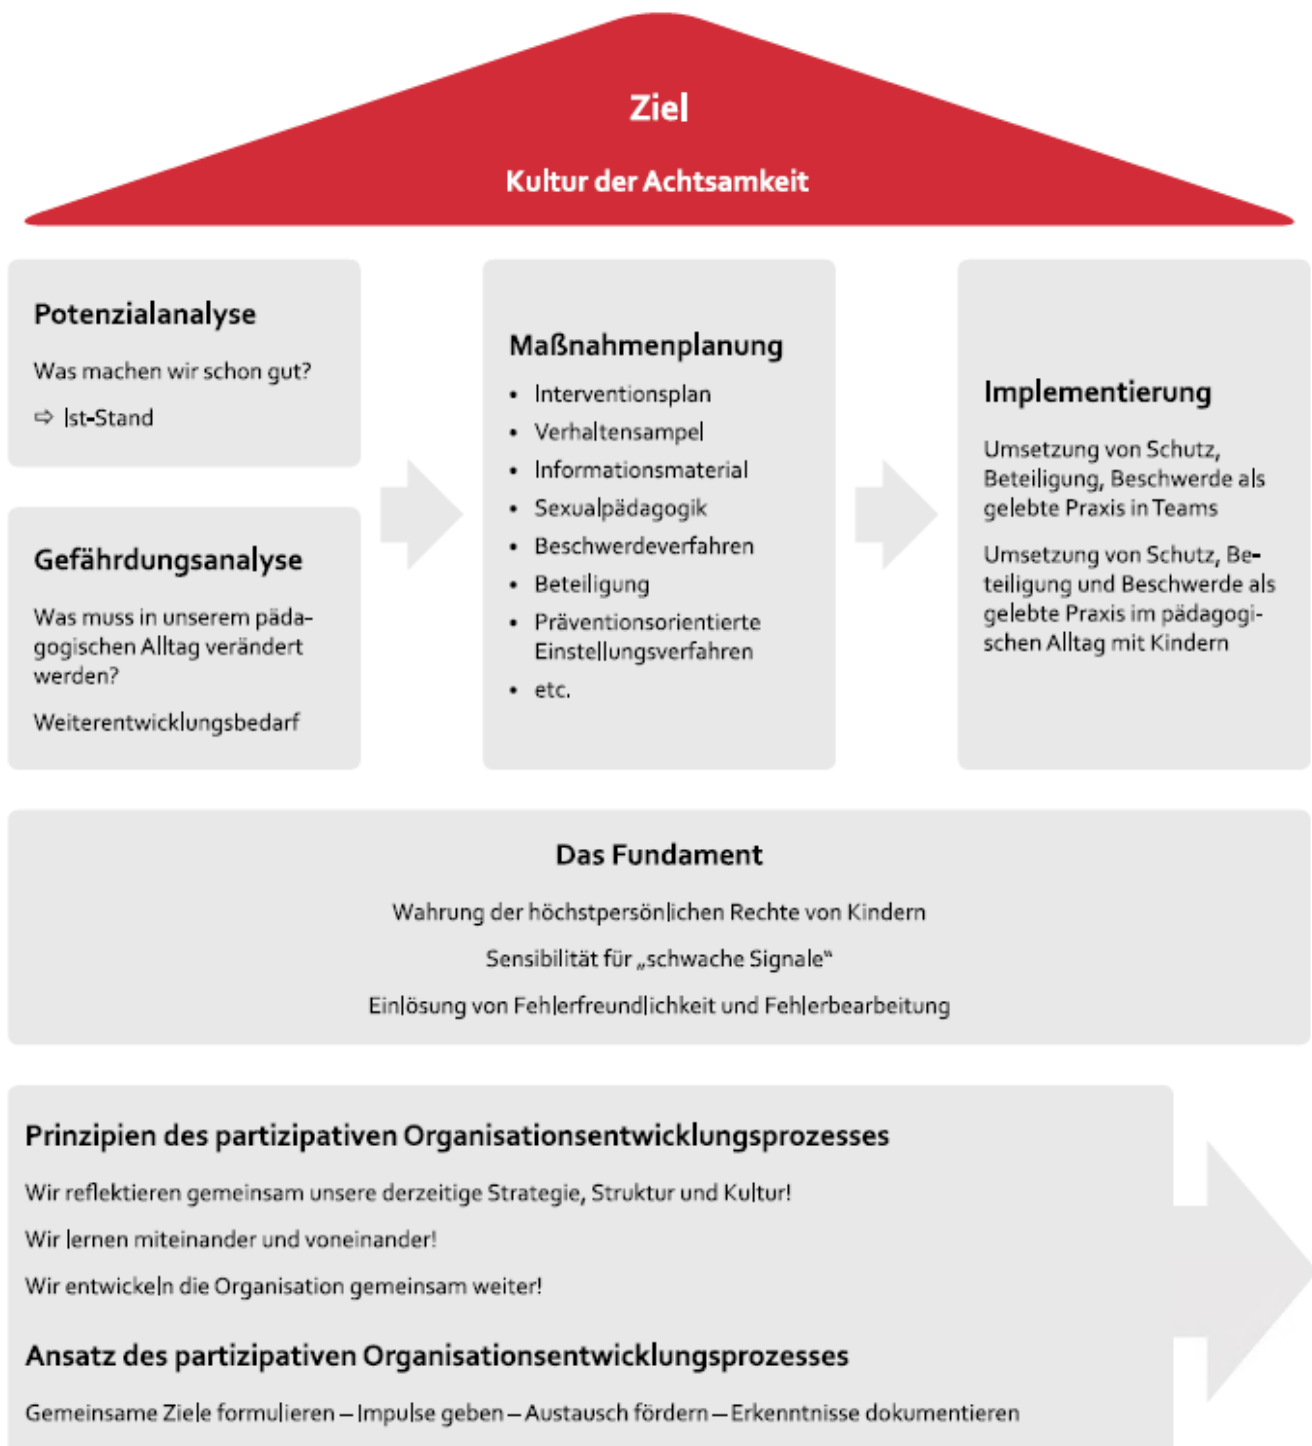 Ziel
Kultur der Achtsamkeit
Potenzialanalyse
Was machen wir schon gut?
⇨ Ist-Stand
Gefährdungsanalyse
Was muss in unserem päda-
gogischen Alltag verändert
werden?
Weiterentwicklungsbedarf
Maßnahmenplanung
• Interventionsplan
• Verhaltensampel
• Informationsmaterial
• Sexualpädagogik
• Beschwerdeverfahren
• Beteiligung
• Präventionsorientierte
Einstellungsverfahren
• etc.
Implementierung
Umsetzung von Schutz,
Beteiligung, Beschwerde als
gelebte Praxis in Teams
Umsetzung von Schutz, Be-
teiligung und Beschwerde als
gelebte Praxis im pädagogi-
schen Alltag mit Kindern
Das Fundament
Wahrung der höchstpersönlichen Rechte von Kindern
Sensibilität für „schwache Signale“
Einlösung von Fehlerfreundlichkeit und Fehlerbearbeitung
Prinzipien des partizipativen Organisationsentwicklungsprozesses
Wir reflektieren gemeinsam unsere derzeitige Strategie, Struktur und Kultur!
Wir lernen miteinander und voneinander!
Wir entwickeln die Organisation gemeinsam weiter!
Ansatz des partizipativen Organisationsentwicklungsprozesses
Gemeinsame Ziele formulieren – Impulse geben – Austausch fördern – Erkenntnisse dokumentieren